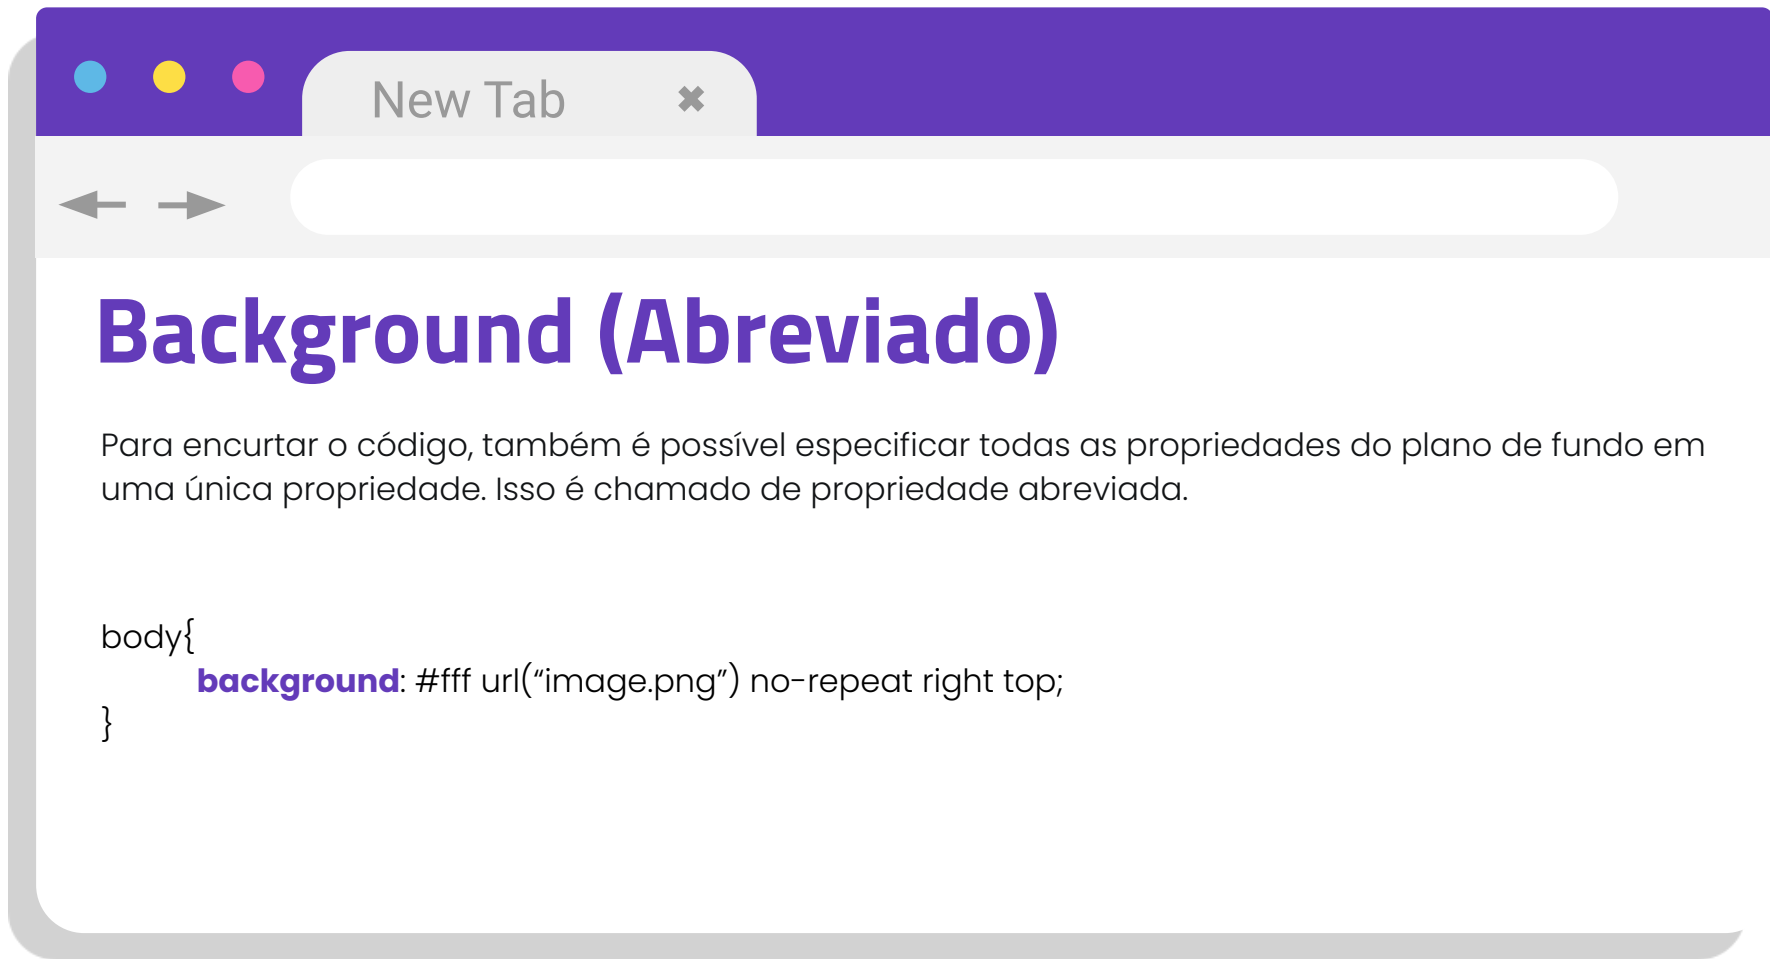 New Tab ✖
Background (Abreviado)
Para encurtar o código, também é possível especificar todas as propriedades do plano de fundo em
uma única propriedade. Isso é chamado de propriedade abreviada.
body{
background: #fff url(“image.png”) no-repeat right top;
}